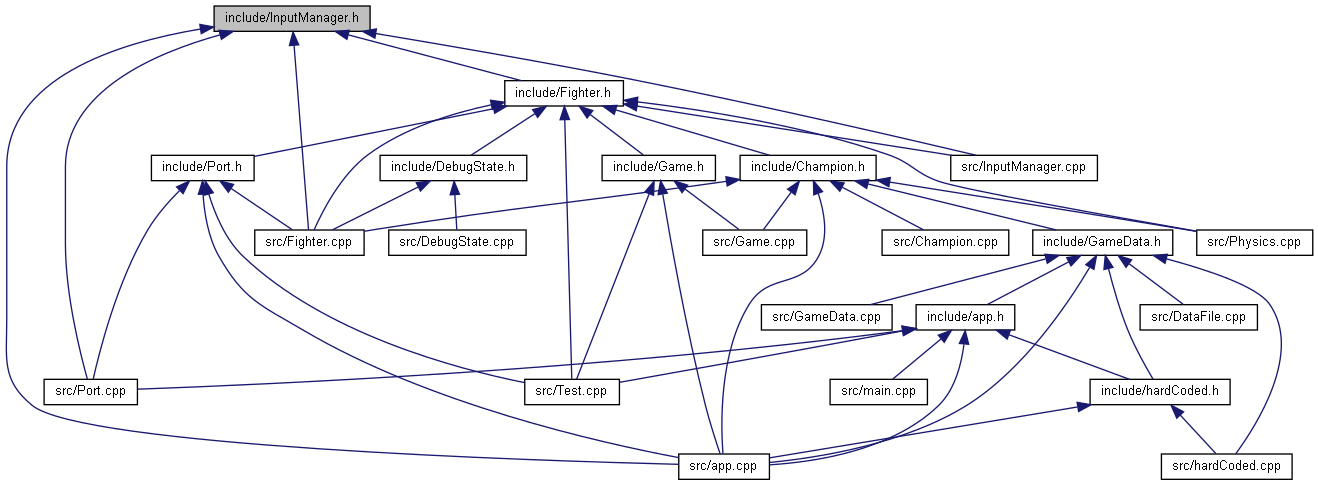 include/InputManager.h
include/Fighter.h
include/Port.h
include/DebugState.h
include/Game.h
include/Champion.h
src/InputManager.cpp
src/Fighter.cpp
src/DebugState.cpp
src/Game.cpp
src/Champion.cpp
include/GameData.h
src/Physics.cpp
src/GameData.cpp
include/app.h
src/DataFile.cpp
src/Port.cpp
src/Test.cpp
src/main.cpp
include/hardCoded.h
src/app.cpp
src/hardCoded.cpp